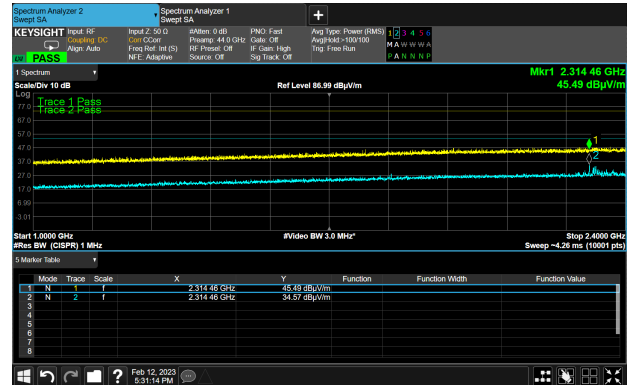 Spectrum Analyzer 2
Swept SA
Spectrum Analyzer 1
Swept SA
+
KEYSIGHT
Input: RF
Coupling: DC
Align: Auto
Input Z: 50 Ω
Corr CCorr
Freq Ref: Int (S)
NFE: Adaptive
#Atten: 0 dB
Preamp: 44.0 GHz
RF Presel: Off
Source: Off
PNO: Fast
Gate: Off
IF Gain: High
Sig Track: Off
Avg Type: Power (RMS)
Avg|Hold:>100/100
Trig: Free Run
1 2 3 4 5 6
M A W W W A
P A N N N P
LW PASS
1 Spectrum
Scale/Div 10 dB
Ref Level 86.99 dBµV/m
Mkr1 2.314 46 GHz
45.49 dBµV/m
Log
Trace 1 Pass
Trace 2 Pass
77.0
67.0
57.0
47.0
37.0
27.0
17.0
6.99
-3.01
1
2
Start 1.0000 GHz
#Res BW (CISPR) 1 MHz
#Video BW 3.0 MHz*
Stop 2.4000 GHz
Sweep ~4.26 ms (10001 pts)
5 Marker Table
Mode Trace Scale X Y Function Function Width Function Value
1 N 1 f 2.314 46 GHz 45.49 dBµV/m
2 N 2 f 2.314 46 GHz 34.57 dBµV/m
3
4
5
6
7
8
?
Feb 12, 2023
5:31:14 PM